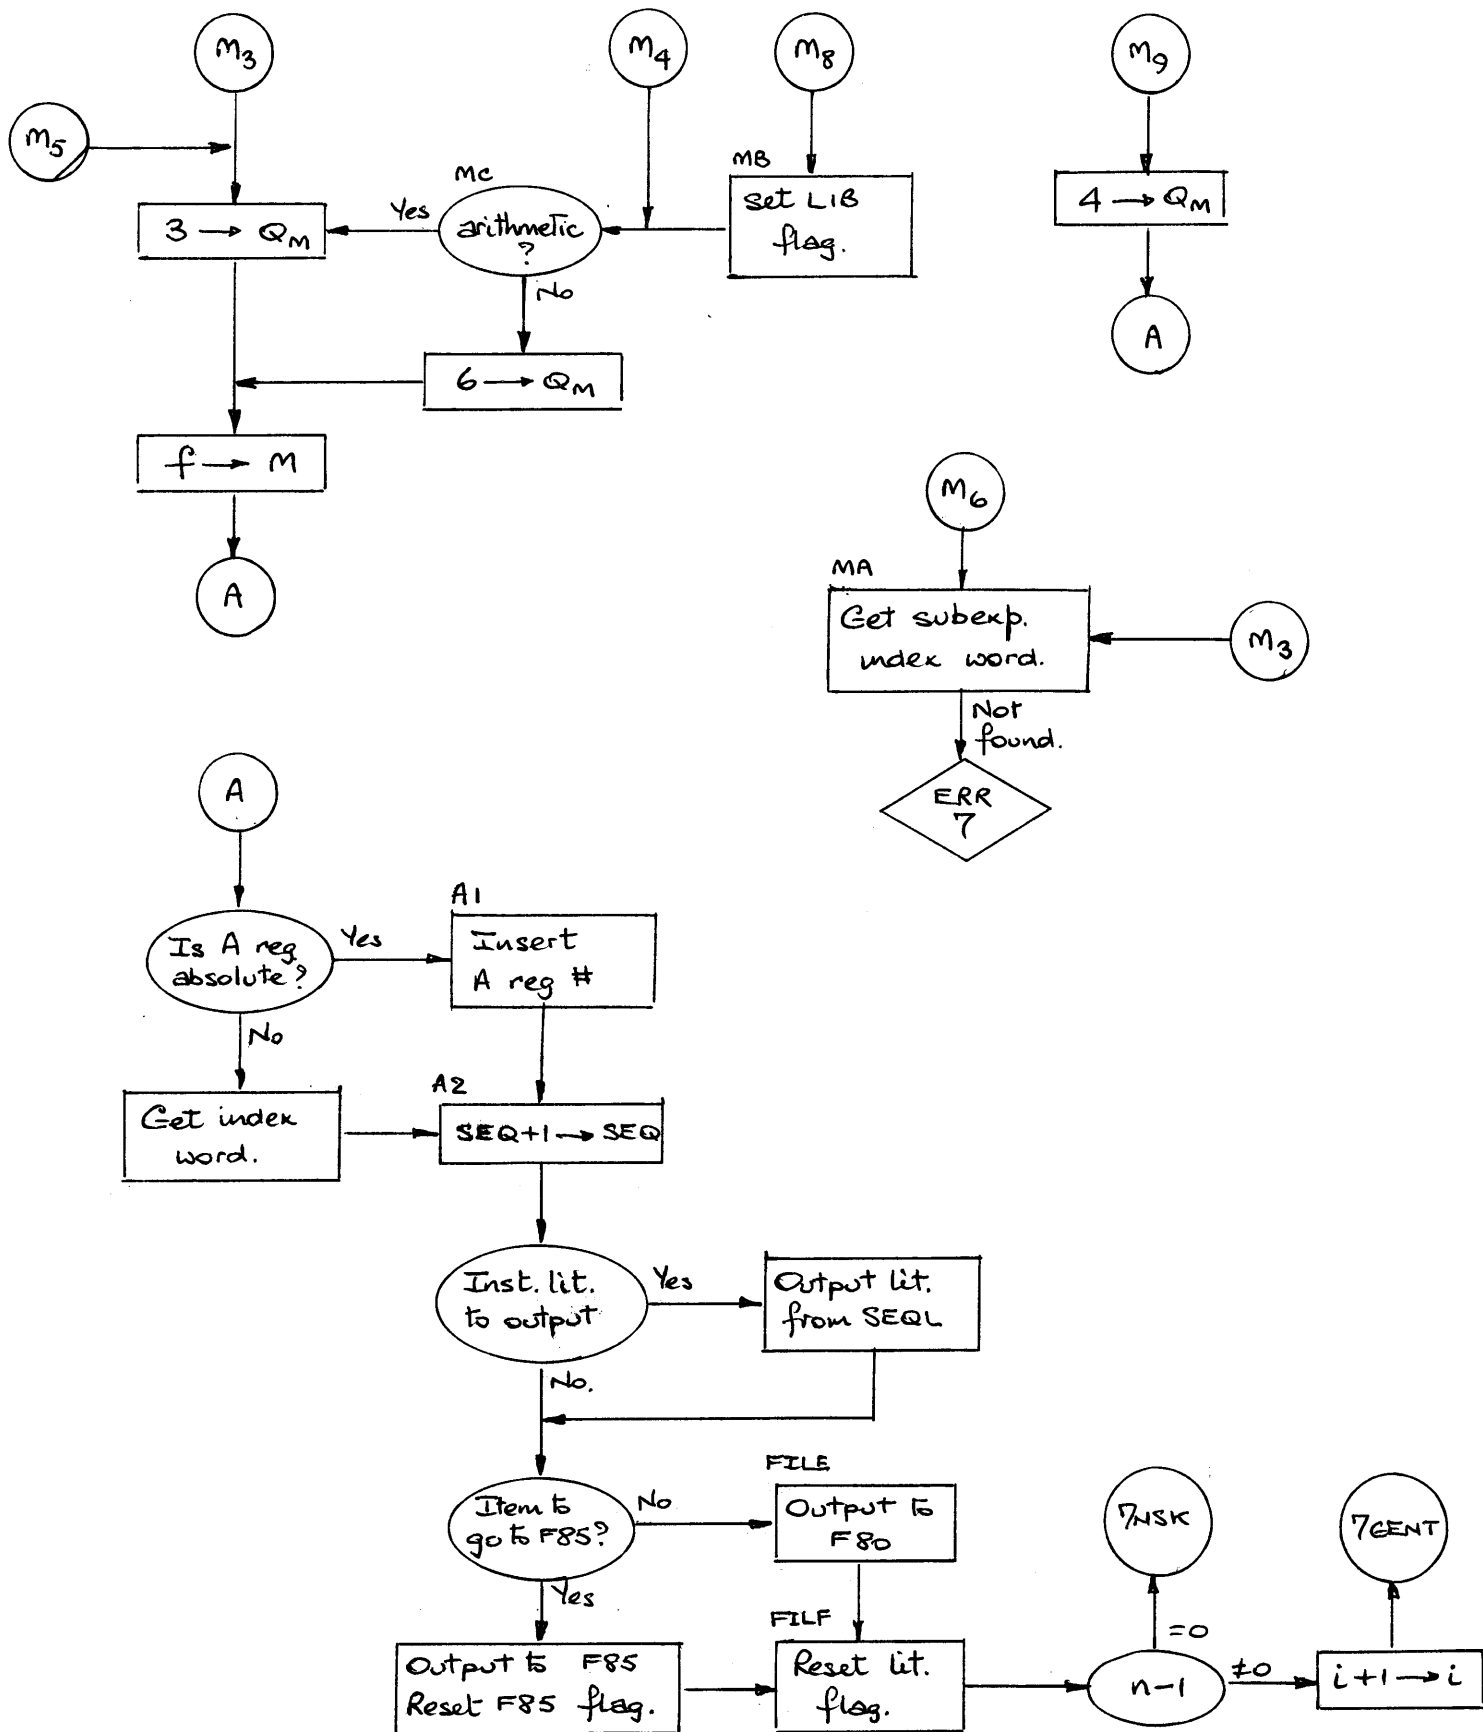 M3
M4
M8
M9
M5
MC
MB
3 → QM
Yes
arithmetic
?
set LIB
flag.
4 → QM
No
A
6 → QM
f → M
M6
A
MA
Get subexp.
index word.
M3
Not
found.
A
ERR
7
A1
Is A reg
absolute?
Yes
Insert
A reg #
No
A2
Get index
word.
SEQ+1 → SEQ
Inst. lit.
to output
Yes
Output lit.
from SEQL
No.
FILE
Item to
go to F85?
No
Output to
F80
7NSK
7GENT
Yes
FILF
=0
Output to F85
Reset F85 flag.
Reset lit.
flag.
n-1
≠0
i+1 → i